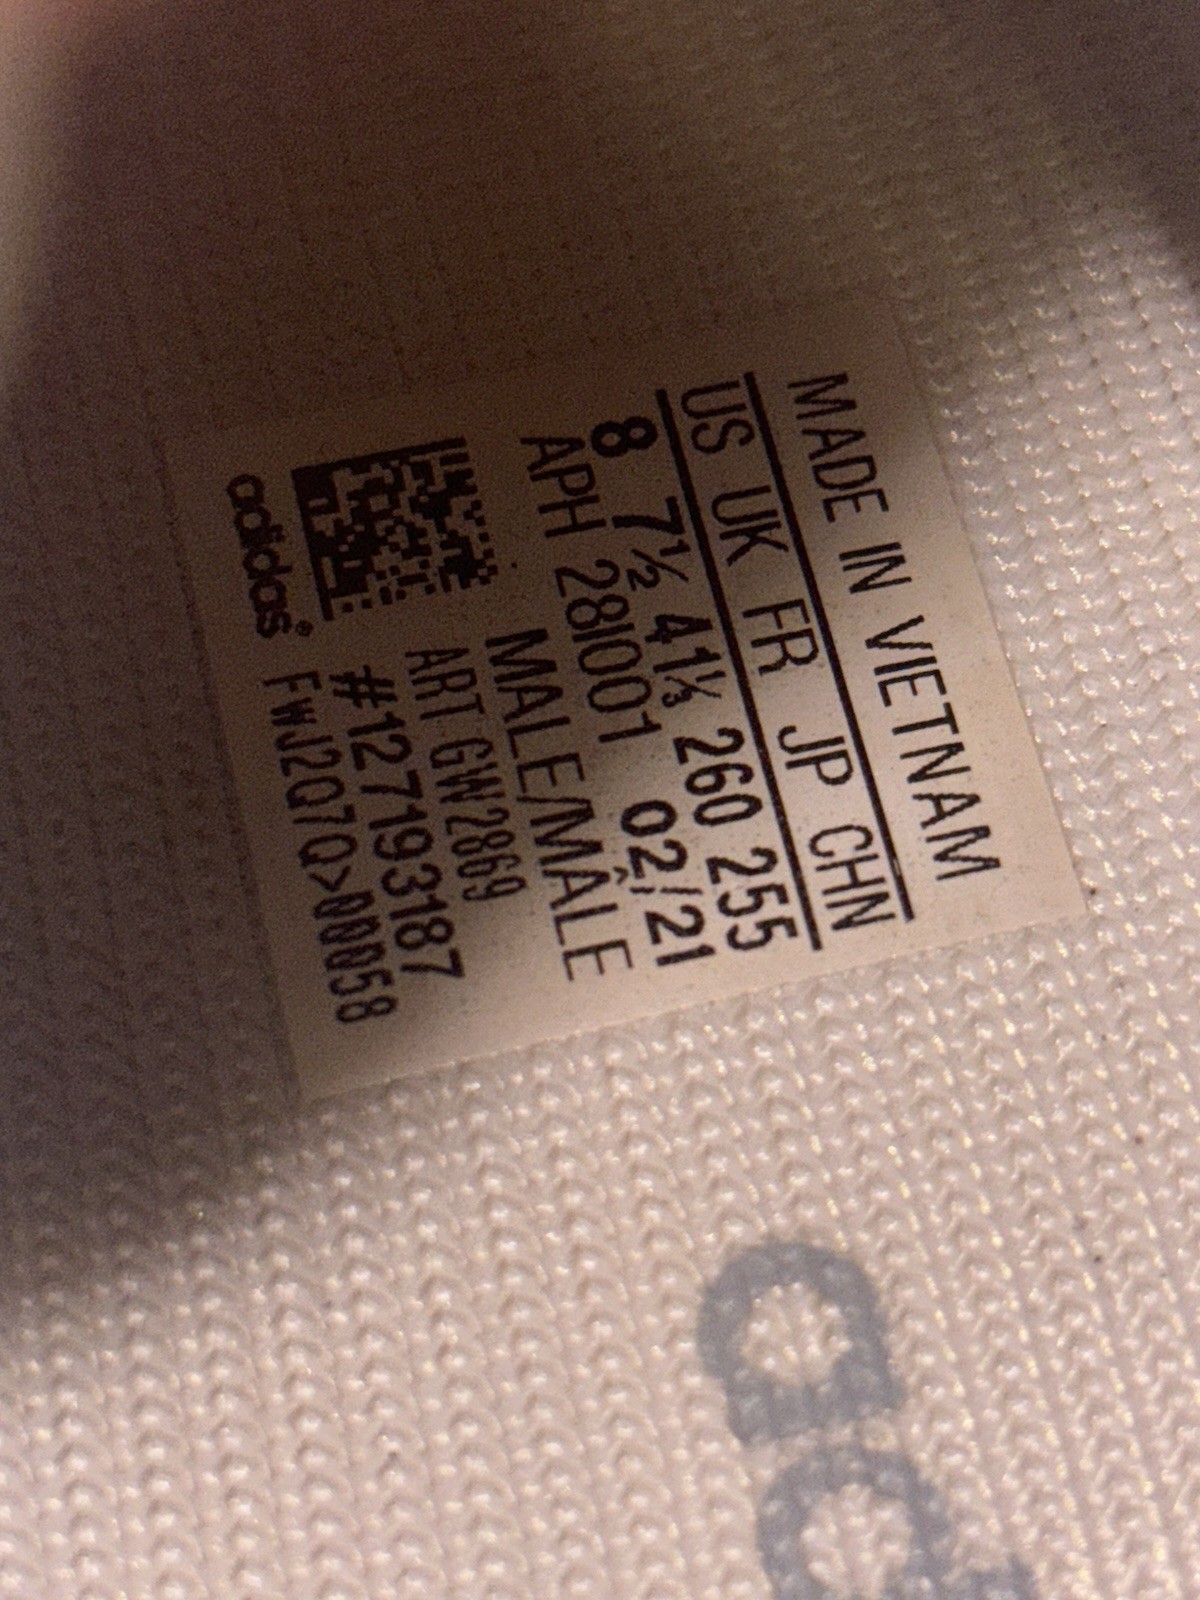 MADE IN VIETNAM
US UK FR JP CHN
8 7½ 41⅓ 260 255
APH 281001 02/21
MALE/MÂLE
ART GW2869
#127193187
FWJ2Q7Q>00058
adidas®